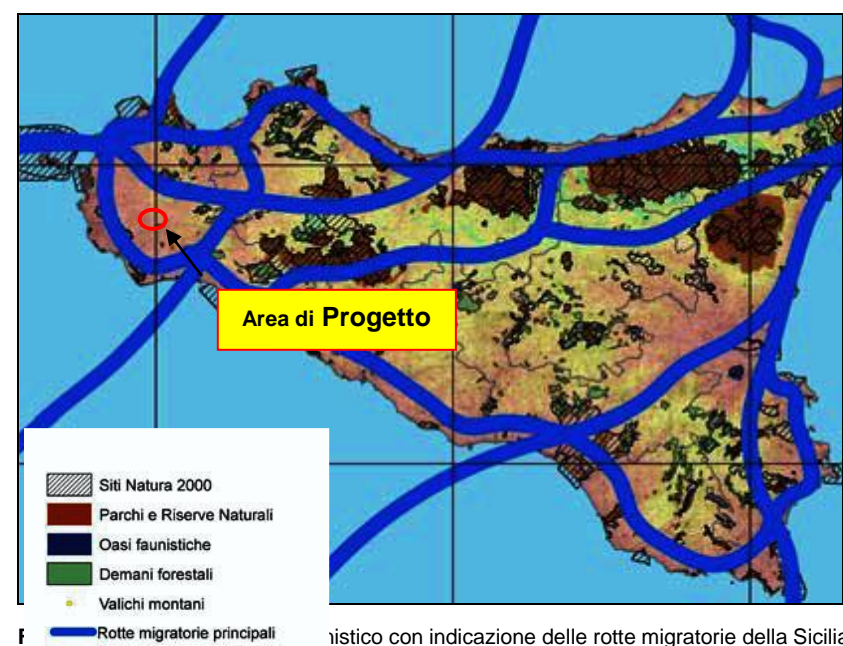 Area di Progetto
Siti Natura 2000
Parchi e Riserve Naturali
Oasi faunistiche
Demani forestali
Valichi montani
Rotte migratorie principali
nistico con indicazione delle rotte migratorie della Sicilia